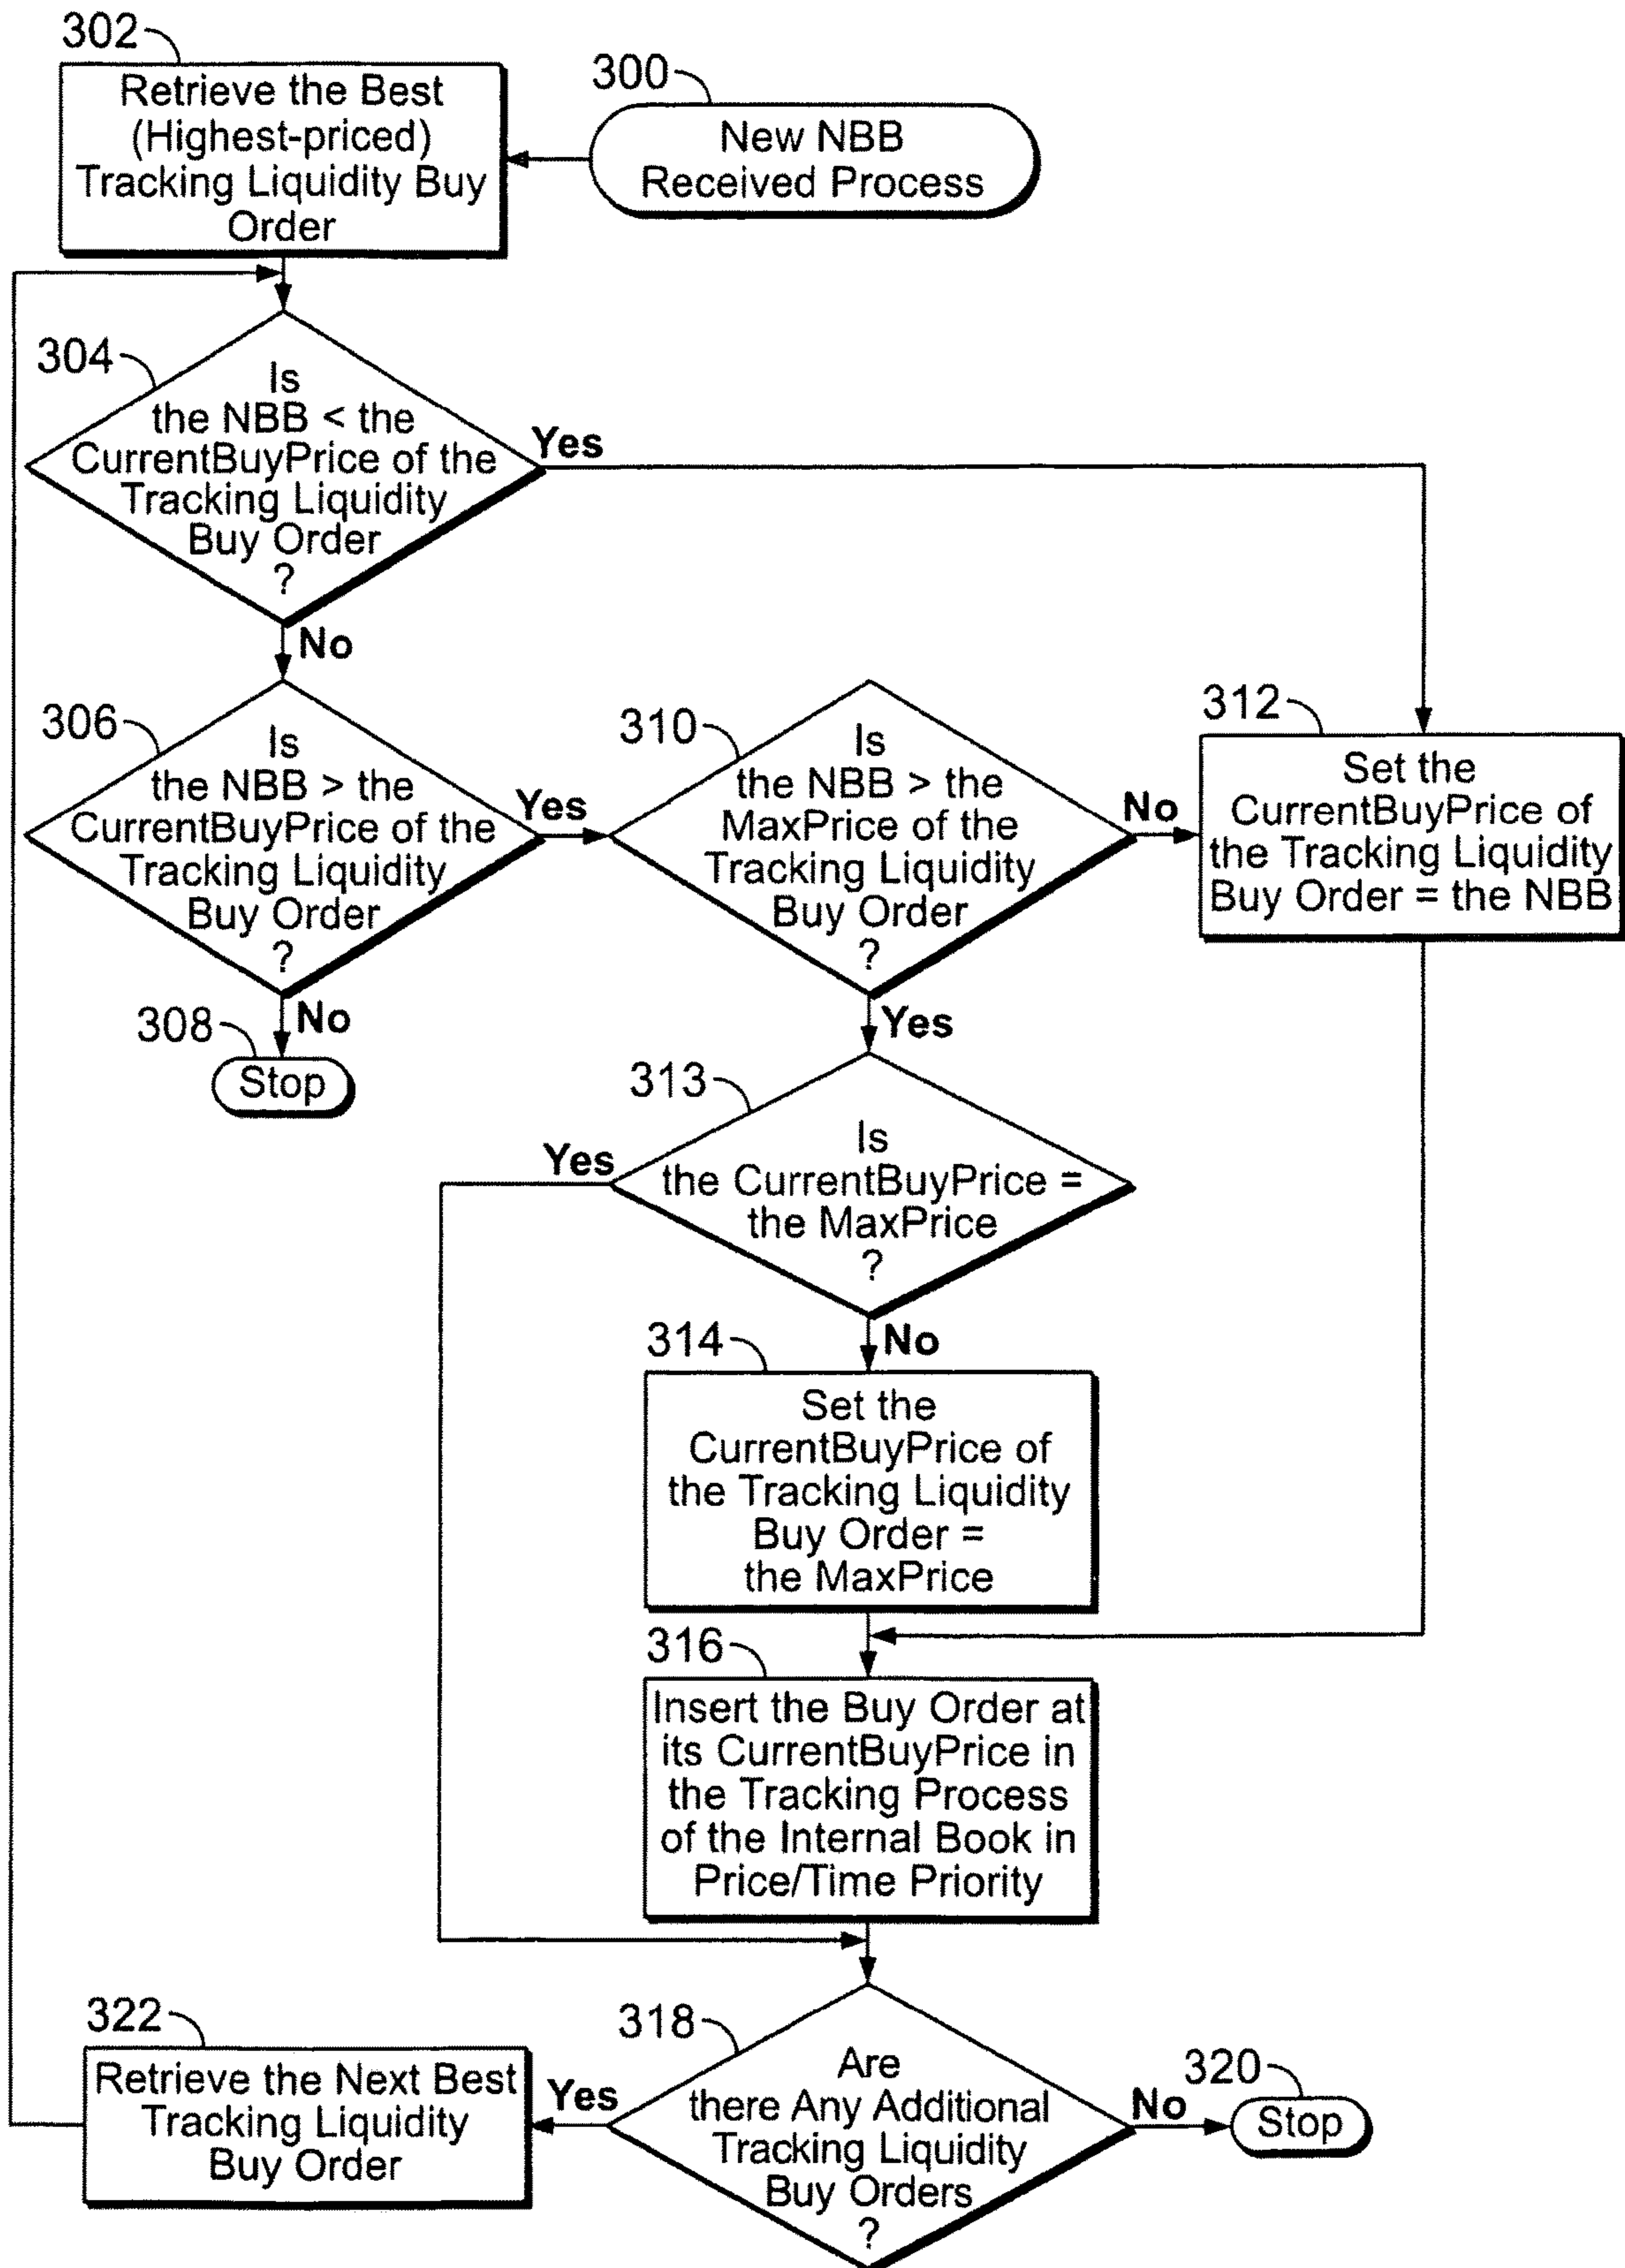 302
Retrieve the Best
(Highest-priced)
Tracking Liquidity Buy
Order
300
New NBB
Received Process
304
Is
the NBB < the
CurrentBuyPrice of the
Tracking Liquidity
Buy Order
?
Yes
No
306
Is
the NBB > the
CurrentBuyPrice of the
Tracking Liquidity
Buy Order
?
Yes
No
308
Stop
310
Is
the NBB > the
MaxPrice of the
Tracking Liquidity
Buy Order
?
No
Yes
312
Set the
CurrentBuyPrice of
the Tracking Liquidity
Buy Order = the NBB
313
Is
the CurrentBuyPrice =
the MaxPrice
?
Yes
No
314
Set the
CurrentBuyPrice of
the Tracking Liquidity
Buy Order =
the MaxPrice
316
Insert the Buy Order at
its CurrentBuyPrice in
the Tracking Process
of the Internal Book in
Price/Time Priority
318
Are
there Any Additional
Tracking Liquidity
Buy Orders
?
Yes
No
320
Stop
322
Retrieve the Next Best
Tracking Liquidity
Buy Order